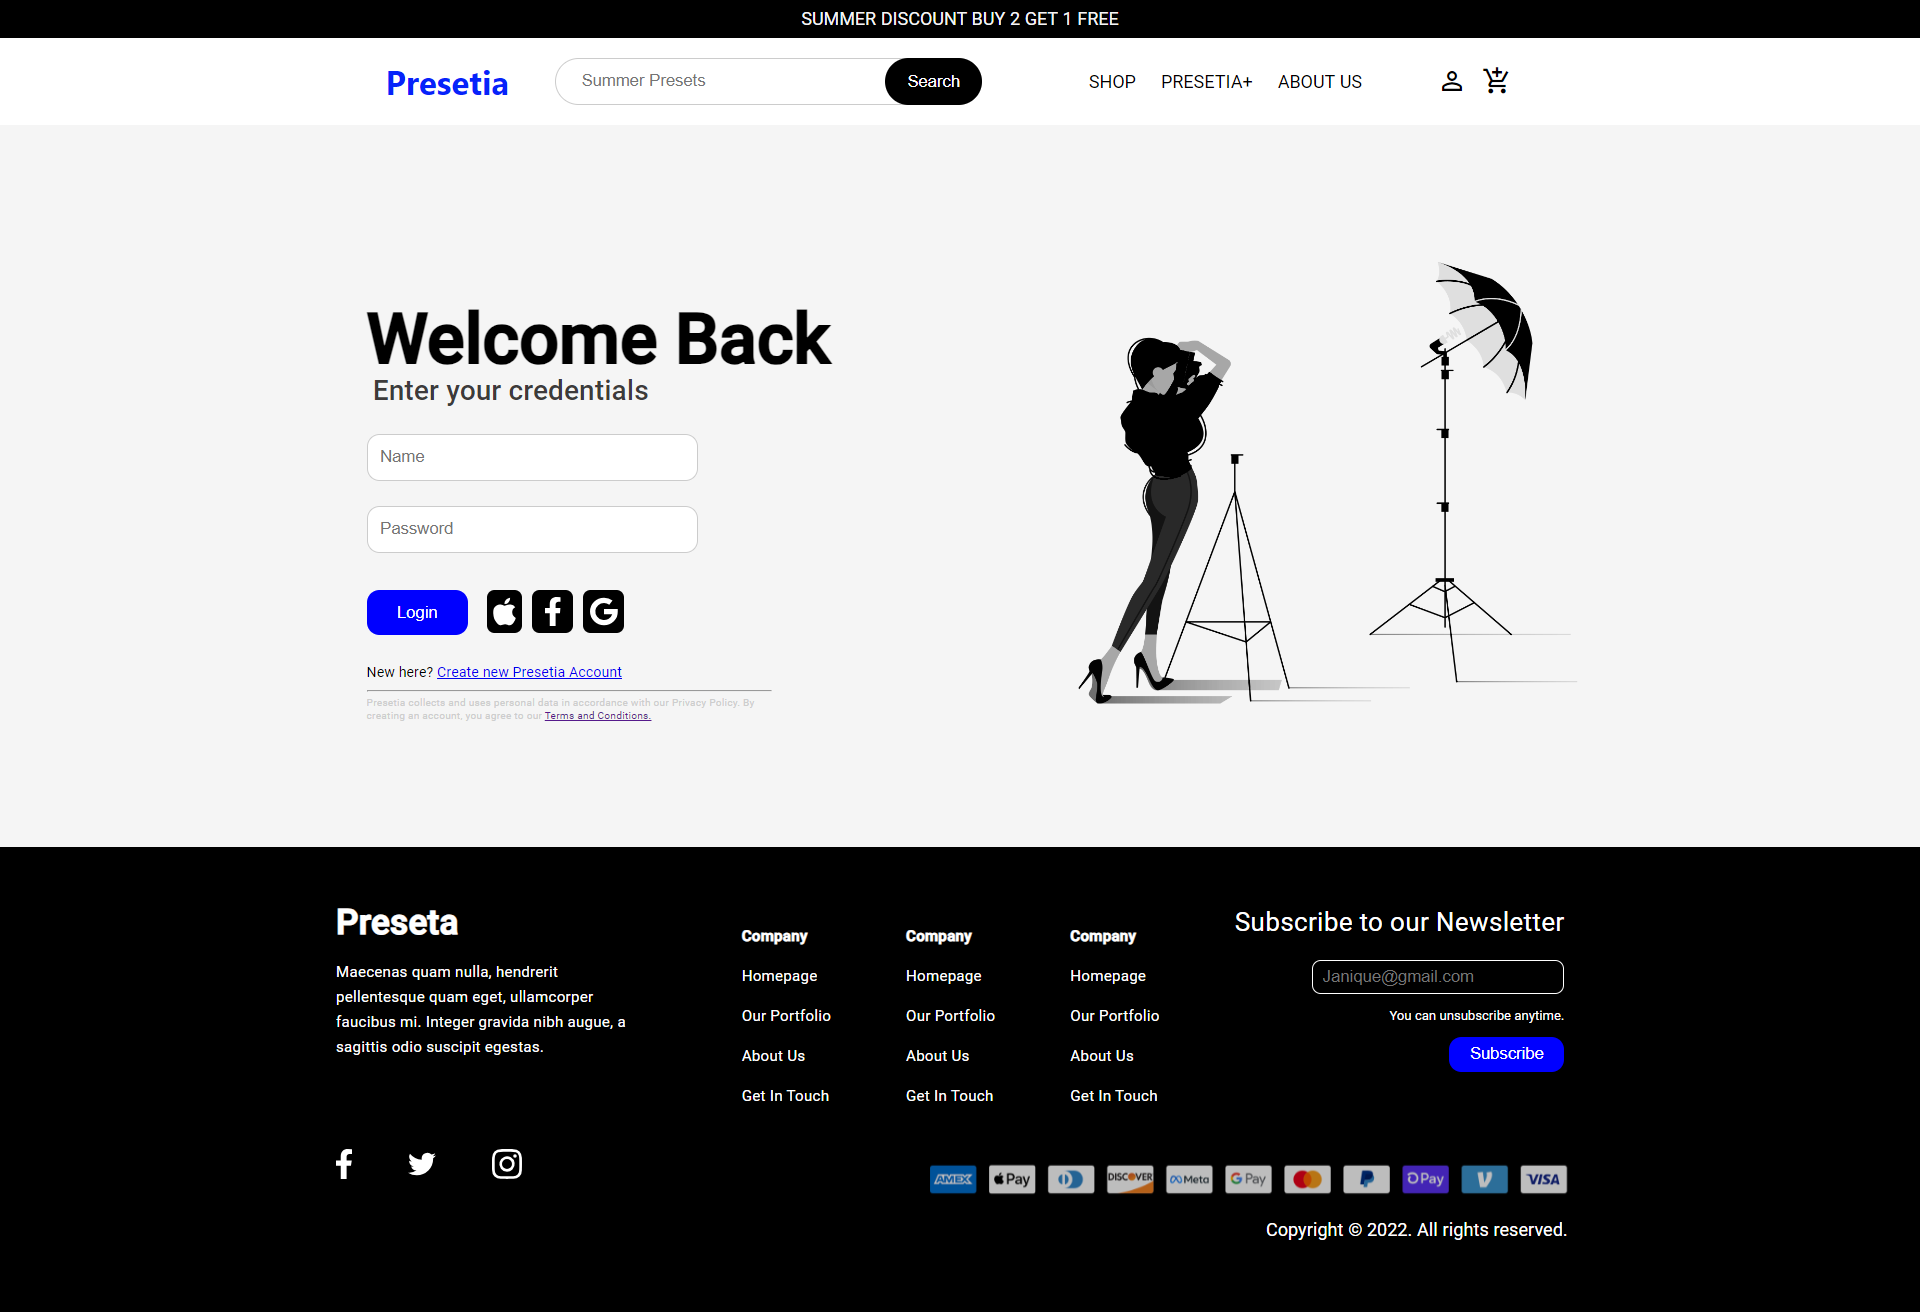 SUMMER DISCOUNT BUY 2 GET 1 FREE
Presetia
Summer Presets
Search
SHOP
PRESETIA+
ABOUT US
Welcome Back
Enter your credentials
Name
Password
Login
New here? Create new Presetia Account
Presetia collects and uses personal data in accordance with our Privacy Policy. By
creating an account, you agree to our Terms and Conditions.
Preseta
Maecenas quam nulla, hendrerit
pellentesque quam eget, ullamcorper
faucibus mi. Integer gravida nibh augue, a
sagittis odio suscipit egestas.
Company
Homepage
Our Portfolio
About Us
Get In Touch
Company
Homepage
Our Portfolio
About Us
Get In Touch
Company
Homepage
Our Portfolio
About Us
Get In Touch
Subscribe to our Newsletter
Janique@gmail.com
You can unsubscribe anytime.
Subscribe
AMEX
Pay
DISCOVER
Meta
G Pay
Pay
VISA
Copyright © 2022. All rights reserved.